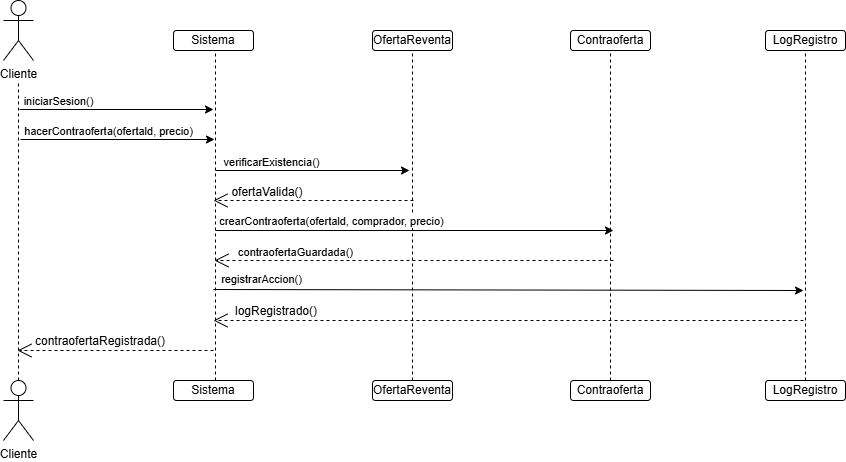 Sistema
OfertaReventa
Contraoferta
LogRegistro
Cliente
iniciarSesion()
hacerContraoferta(ofertaId, precio)
verificarExistencia()
ofertaValida()
crearContraoferta(ofertaId, comprador, precio)
contraofertaGuardada()
registrarAccion()
logRegistrado()
contraofertaRegistrada()
Sistema
OfertaReventa
Contraoferta
LogRegistro
Cliente